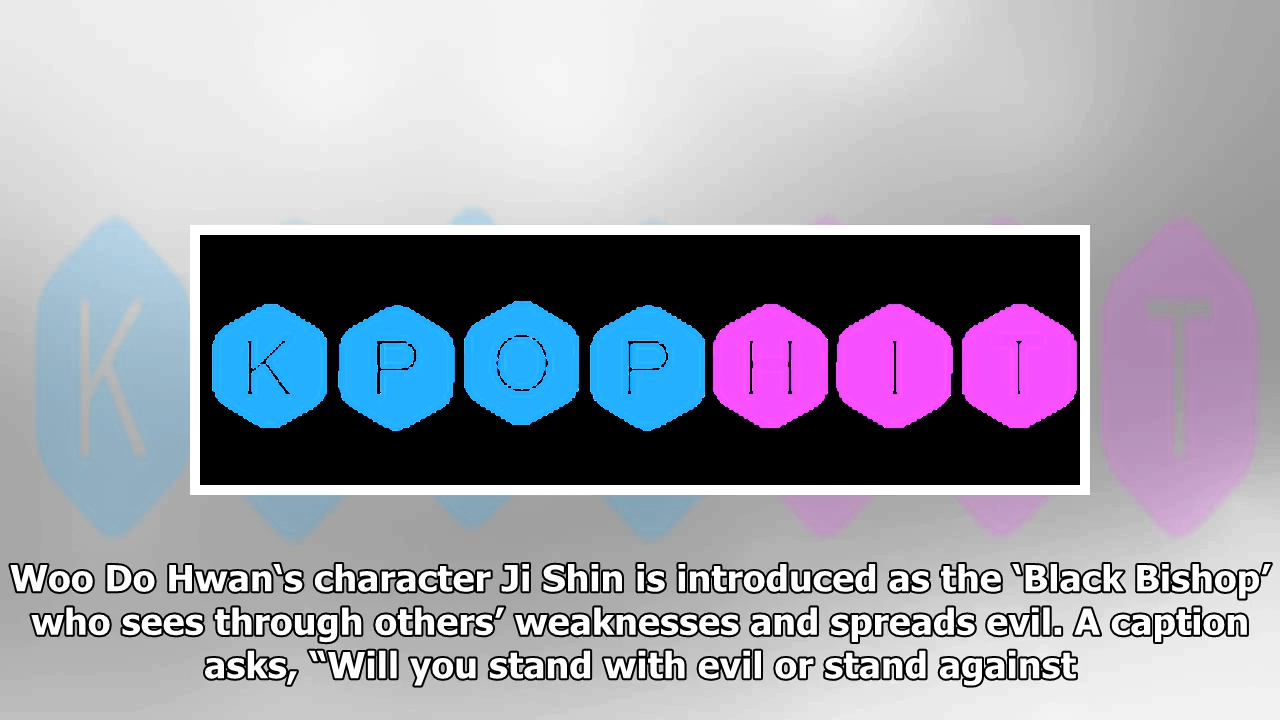 KPOPHIT
Woo Do Hwan‘s character Ji Shin is introduced as the ‘Black Bishop’
who sees through others’ weaknesses and spreads evil. A caption
asks, “Will you stand with evil or stand against